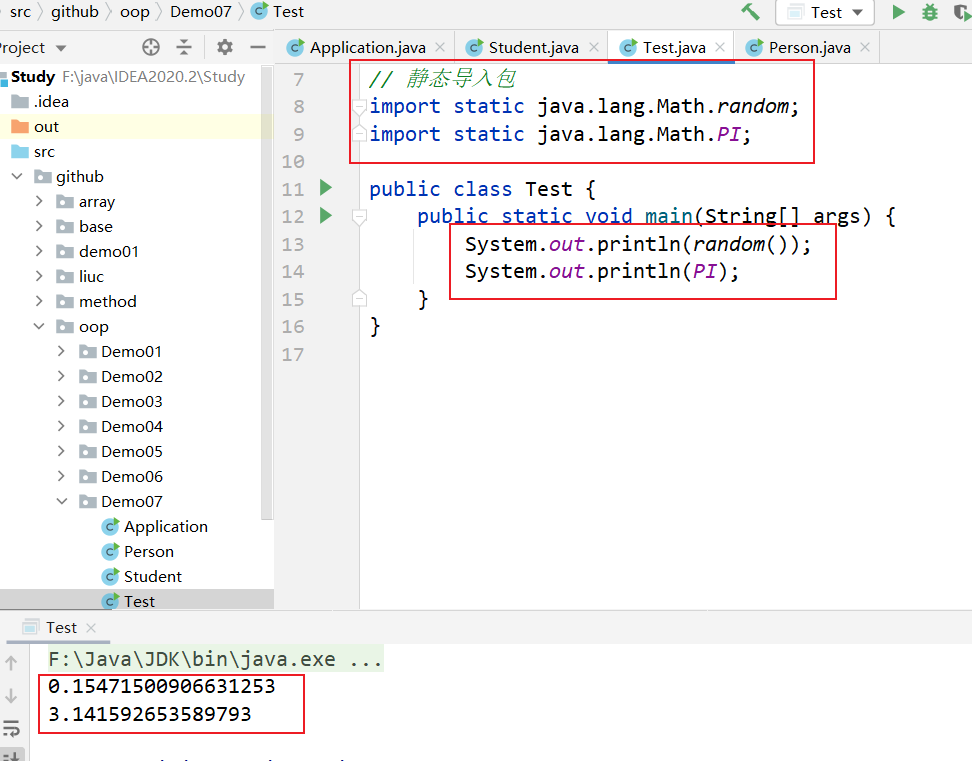 src github oop Demo07 Test
Test
roject
Application.java Student.java Test.java Person.java
Study F:\java\IDEA2020.2\Study
.idea
out
src
github
array
base
demo01
liuc
method
oop
Demo01
Demo02
Demo03
Demo04
Demo05
Demo06
Demo07
Application
Person
Student
Test
7 // 静态导入包
8 import static java.lang.Math.random;
9 import static java.lang.Math.PI;
10
11 public class Test {
12 public static void main(String[] args) {
13 System.out.println(random());
14 System.out.println(PI);
15 }
16 }
17
Test
F:\Java\JDK\bin\java.exe ...
0.15471500906631253
3.141592653589793